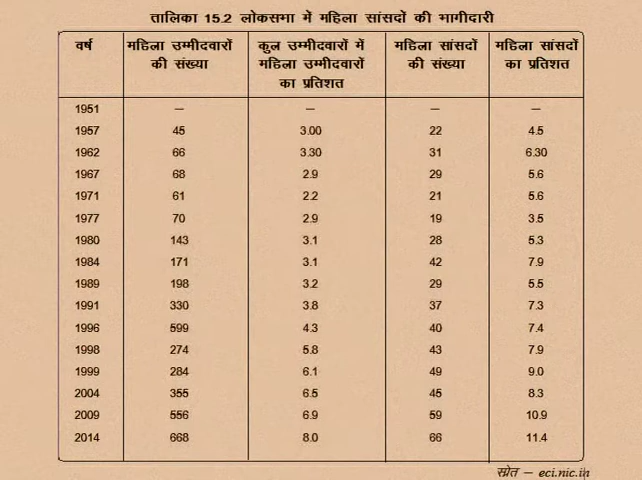 तालिका 15.2 लोकसभा में महिला सांसदों की भागीदारी
वर्ष महिला उम्मीदवारों की संख्या कुल उम्मीदवारों में महिला उम्मीदवारों का प्रतिशत महिला सांसदों की संख्या महिला सांसदों का प्रतिशत
1951 – – – –
1957 45 3.00 22 4.5
1962 66 3.30 31 6.30
1967 68 2.9 29 5.6
1971 61 2.2 21 5.6
1977 70 2.9 19 3.5
1980 143 3.1 28 5.3
1984 171 3.1 42 7.9
1989 198 3.2 29 5.5
1991 330 3.8 37 7.3
1996 599 4.3 40 7.4
1998 274 5.8 43 7.9
1999 284 6.1 49 9.0
2004 355 6.5 45 8.3
2009 556 6.9 59 10.9
2014 668 8.0 66 11.4
स्रोत – eci.nic.in